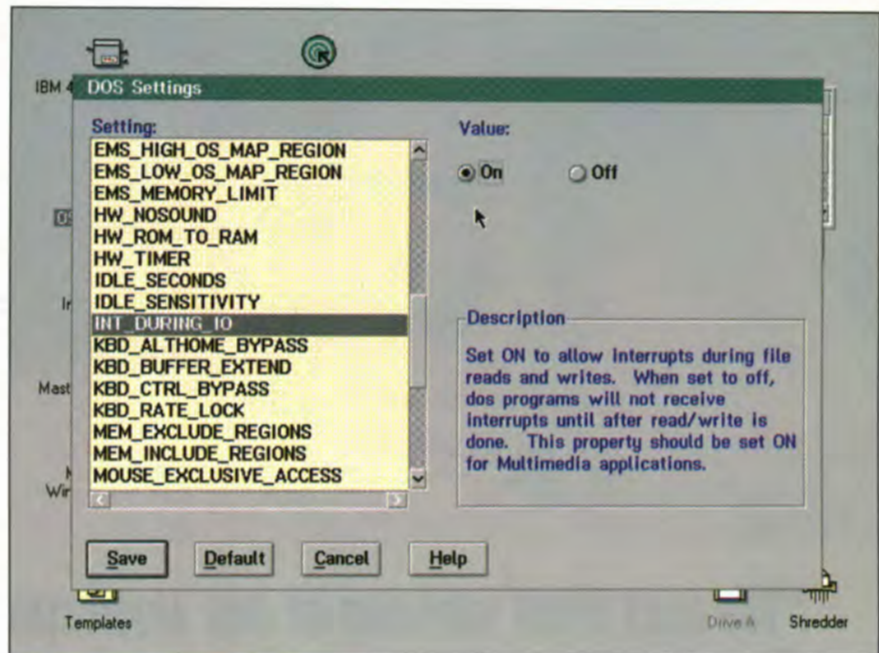 IBM 4
DOS Settings
Setting:
Value:
EMS_HIGH_OS_MAP_REGION
EMS_LOW_OS_MAP_REGION
EMS_MEMORY_LIMIT
HW_NOSOUND
HW_ROM_TO_RAM
HW_TIMER
IDLE_SECONDS
IDLE_SENSITIVITY
INT_DURING_IO
KBD_ALTHOME_BYPASS
KBD_BUFFER_EXTEND
KBD_CTRL_BYPASS
KBD_RATE_LOCK
MEM_EXCLUDE_REGIONS
MEM_INCLUDE_REGIONS
MOUSE_EXCLUSIVE_ACCESS
On
Off
Description
Set ON to allow interrupts during file
reads and writes. When set to off,
dos programs will not receive
interrupts until after read/write is
done. This property should be set ON
for Multimedia applications.
Mast
Save
Default
Cancel
Help
Templates
Drive A
Shredder